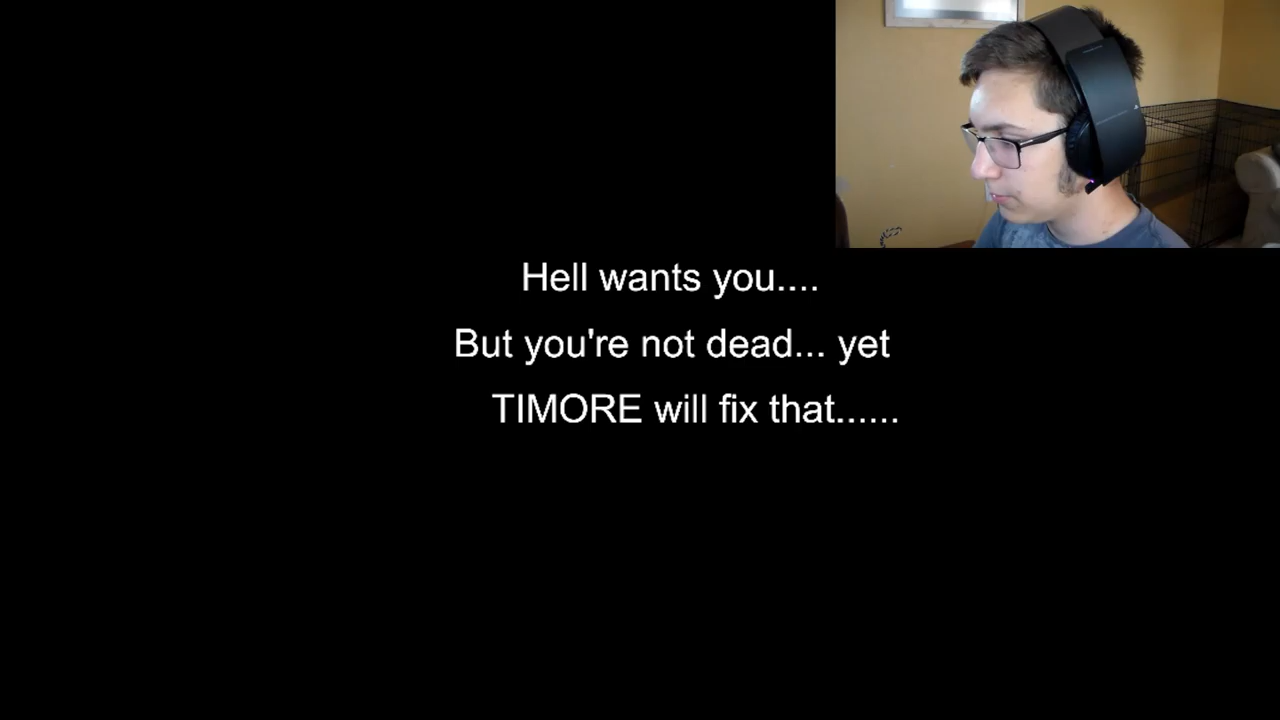 Hell wants you....
But you're not dead... yet
TIMORE will fix that......